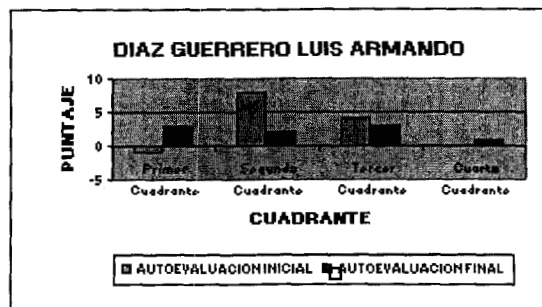 DIAZ GUERRERO LUIS ARMANDO
PUNTAJE
10
5
0
-5
Primer Segundo Tercer Cuarto
Cuadrante Cuadrante Cuadrante Cuadrante
CUADRANTE
AUTOEVALUACION INICIAL AUTOEVALUACION FINAL